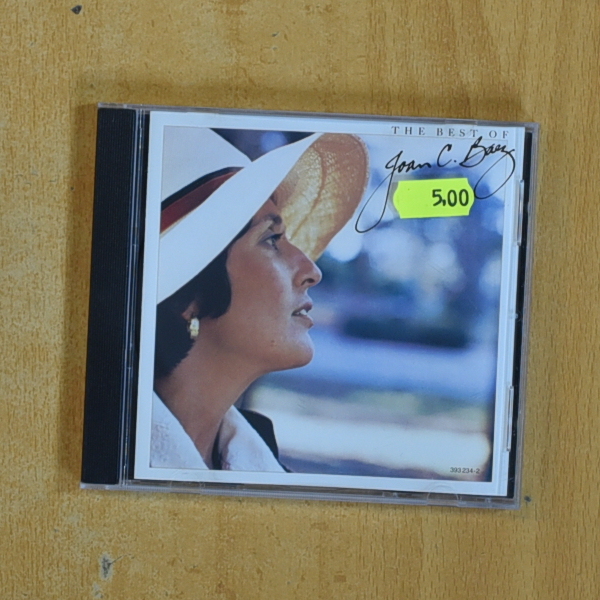 THE BEST OF
Joan C. Baez
5,00
393 234-2